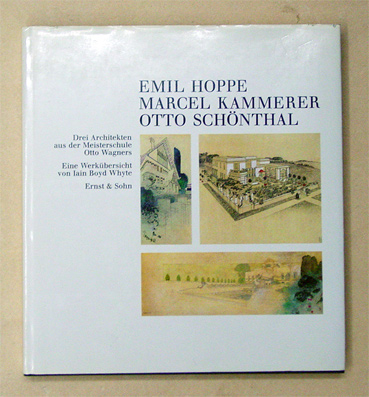 EMIL HOPPE
MARCEL KAMMERER
OTTO SCHÖNTHAL
Drei Architekten
aus der Meisterschule
Otto Wagners
Eine Werkübersicht
von Iain Boyd Whyte
Ernst & Sohn